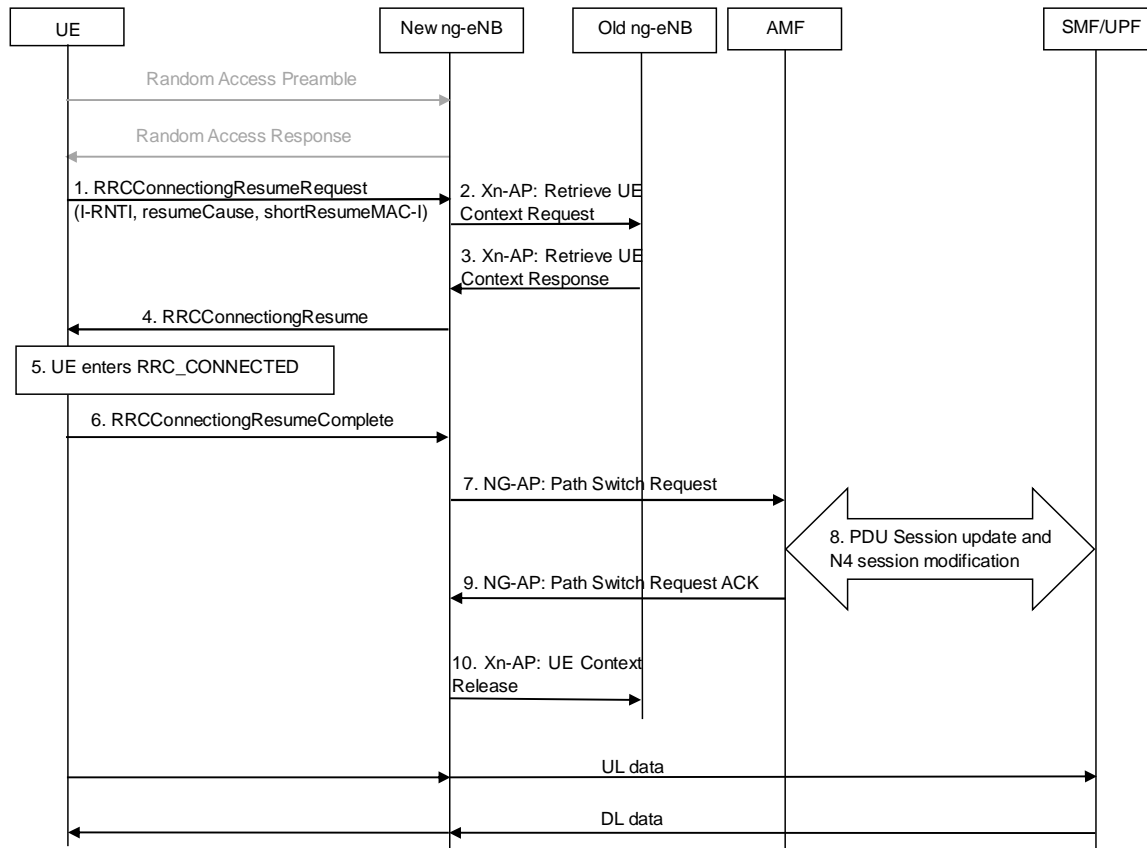 UE
New ng-eNB
Old ng-eNB
AMF
SMF/UPF
Random Access Preamble
Random Access Response
1. RRCConnectiongResumeRequest
(I-RNTI, resumeCause, shortResumeMAC-I)
2. Xn-AP: Retrieve UE
Context Request
3. Xn-AP: Retrieve UE
Context Response
4. RRCConnectiongResume
5. UE enters RRC_CONNECTED
6. RRCConnectiongResumeComplete
7. NG-AP: Path Switch Request
8. PDU Session update and
N4 session modification
9. NG-AP: Path Switch Request ACK
10. Xn-AP: UE Context
Release
UL data
DL data